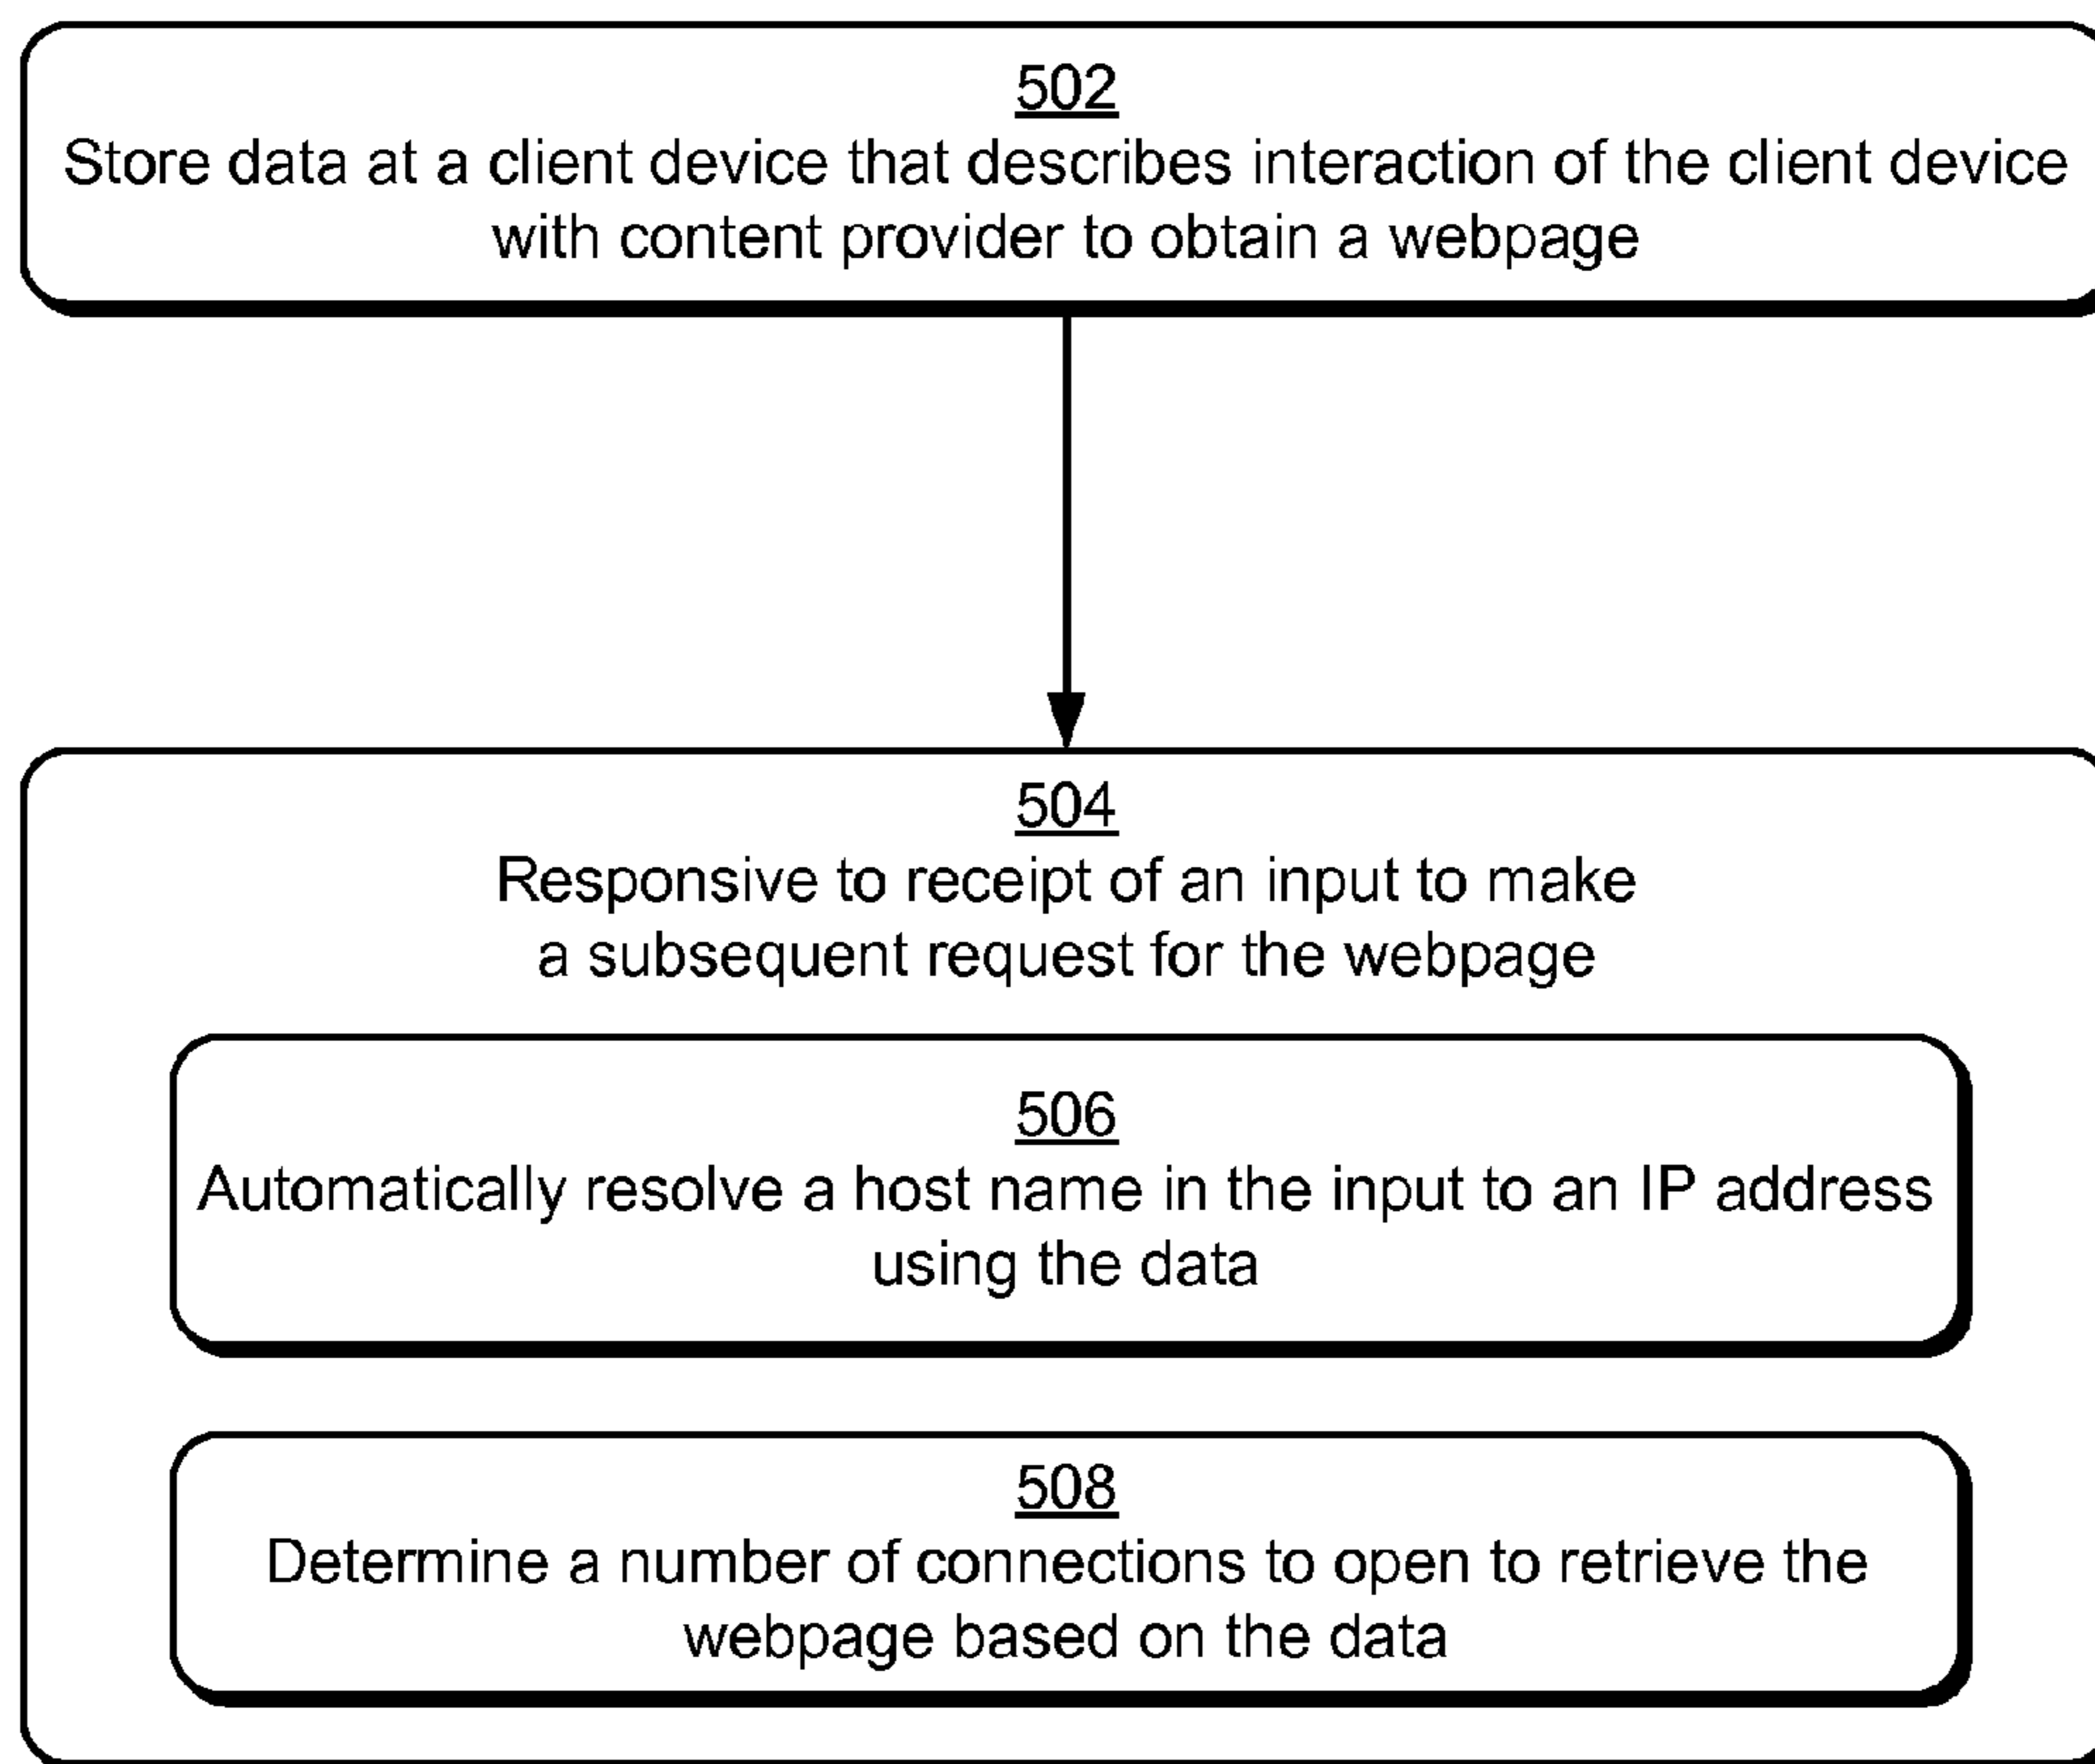 502
Store data at a client device that describes interaction of the client device
with content provider to obtain a webpage
504
Responsive to receipt of an input to make
a subsequent request for the webpage
506
Automatically resolve a host name in the input to an IP address
using the data
508
Determine a number of connections to open to retrieve the
webpage based on the data